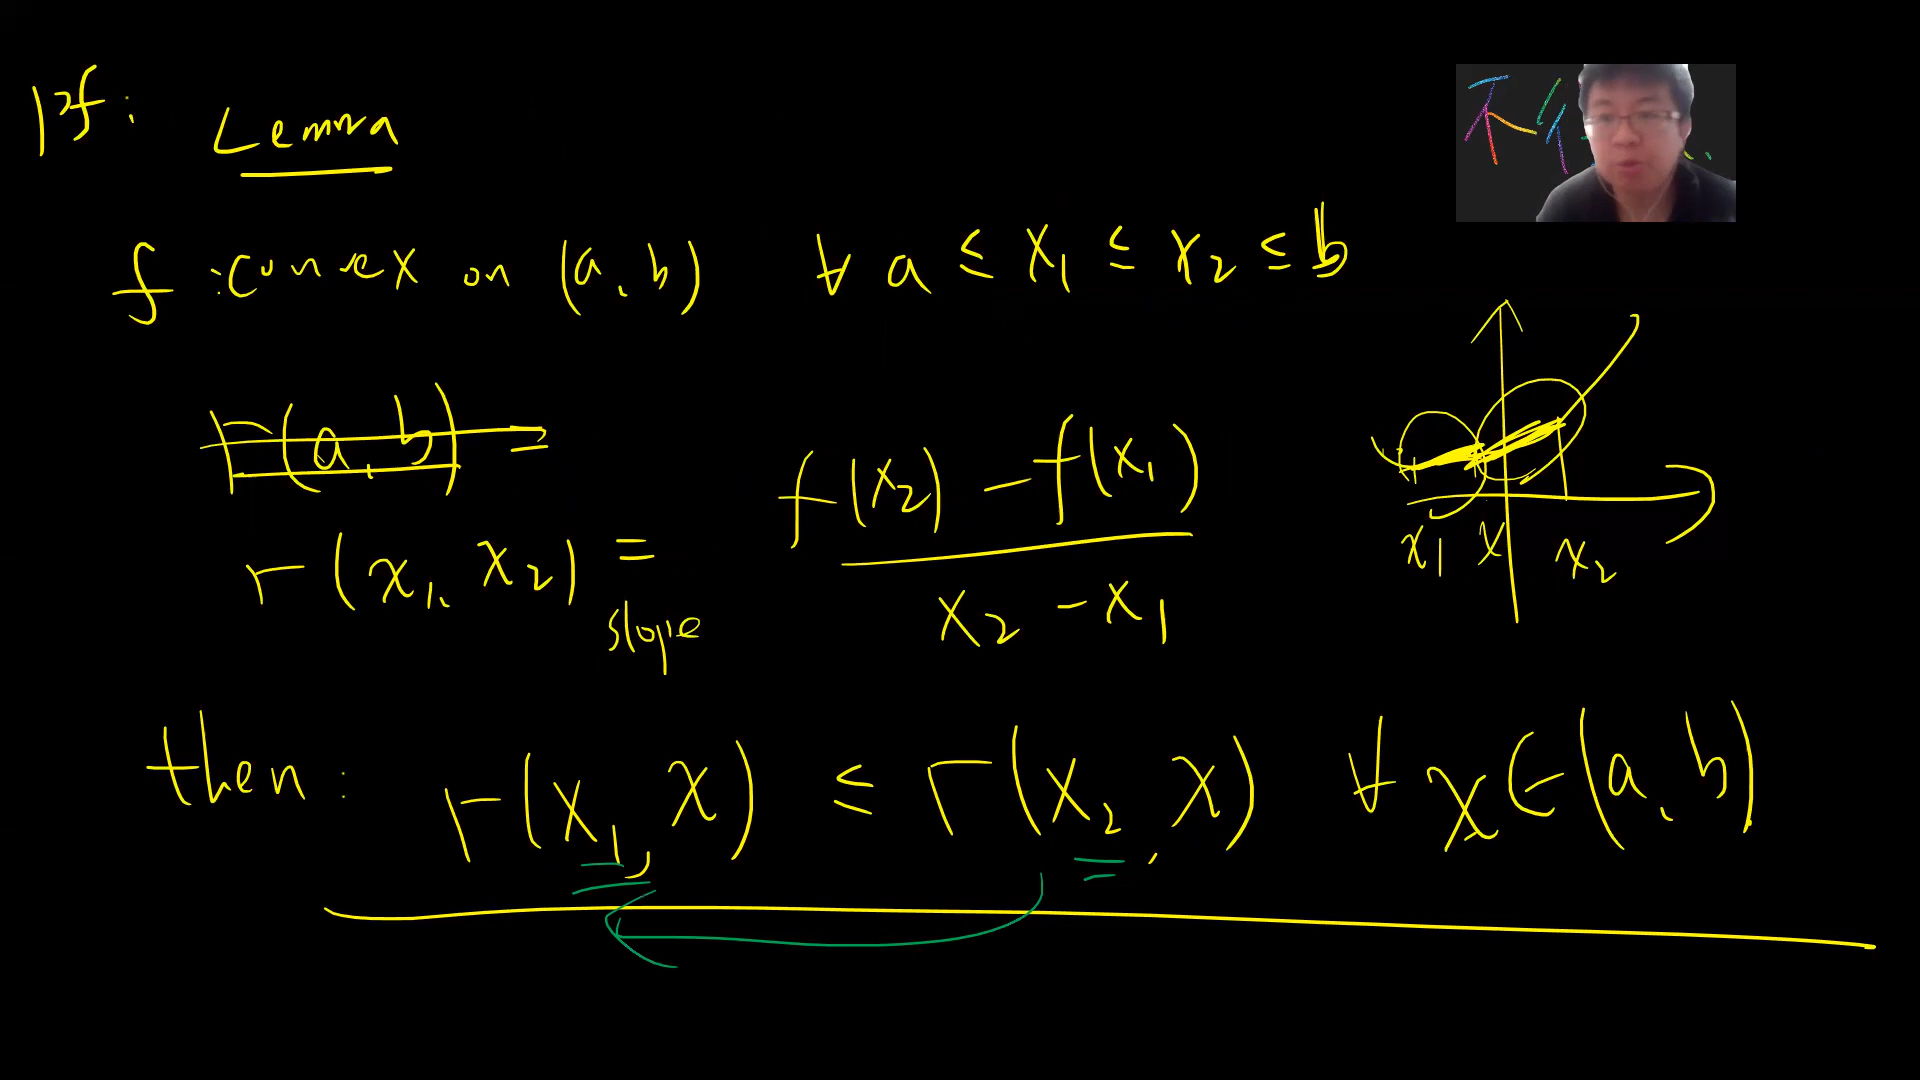 Pf: Lemma
f : convex on (a, b) ∀ a ≤ x₁ ≤ x₂ ≤ b
r(a, b) =
r(x₁, x₂) = f(x₂) − f(x₁)
slope x₂ − x₁
x₁ x x₂
then: r(x₁, x) ≤ r(x₂, x) ∀ x ∈ (a, b)